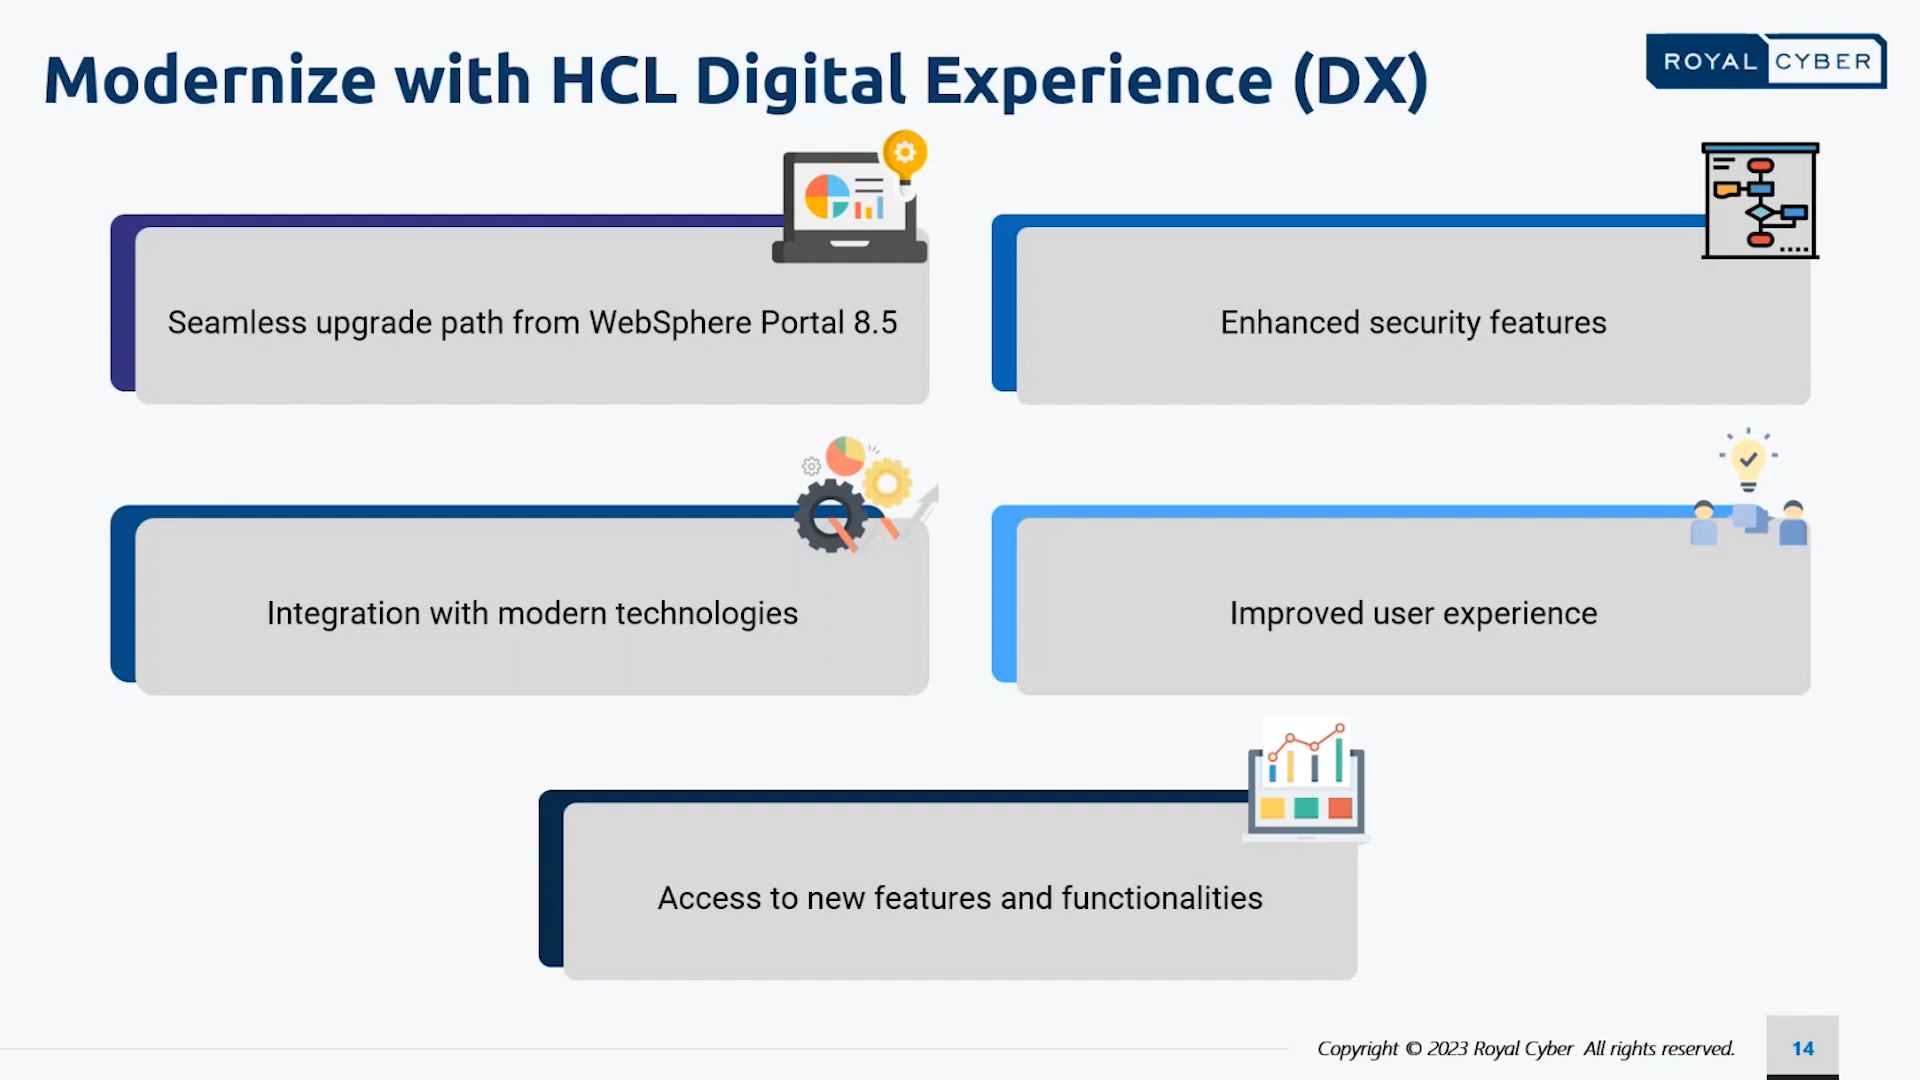 Modernize with HCL Digital Experience (DX)
ROYAL CYBER
Seamless upgrade path from WebSphere Portal 8.5
Enhanced security features
Integration with modern technologies
Improved user experience
Access to new features and functionalities
Copyright © 2023 Royal Cyber All rights reserved.
14